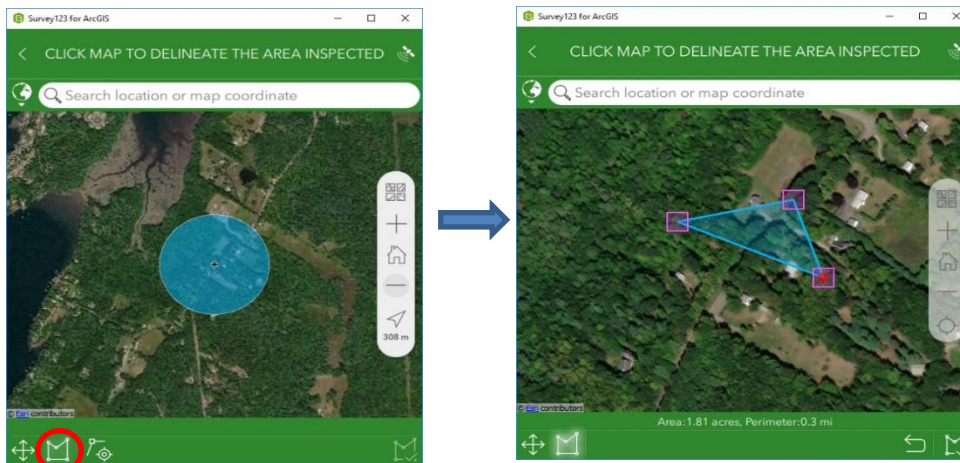 Survey123 for ArcGIS
CLICK MAP TO DELINEATE THE AREA INSPECTED
Search location or map coordinate
308 m
© Esri contributors
Survey123 for ArcGIS
CLICK MAP TO DELINEATE THE AREA INSPECTED
Search location or map coordinate
© Esri contributors
Area:1.81 acres, Perimeter:0.3 mi